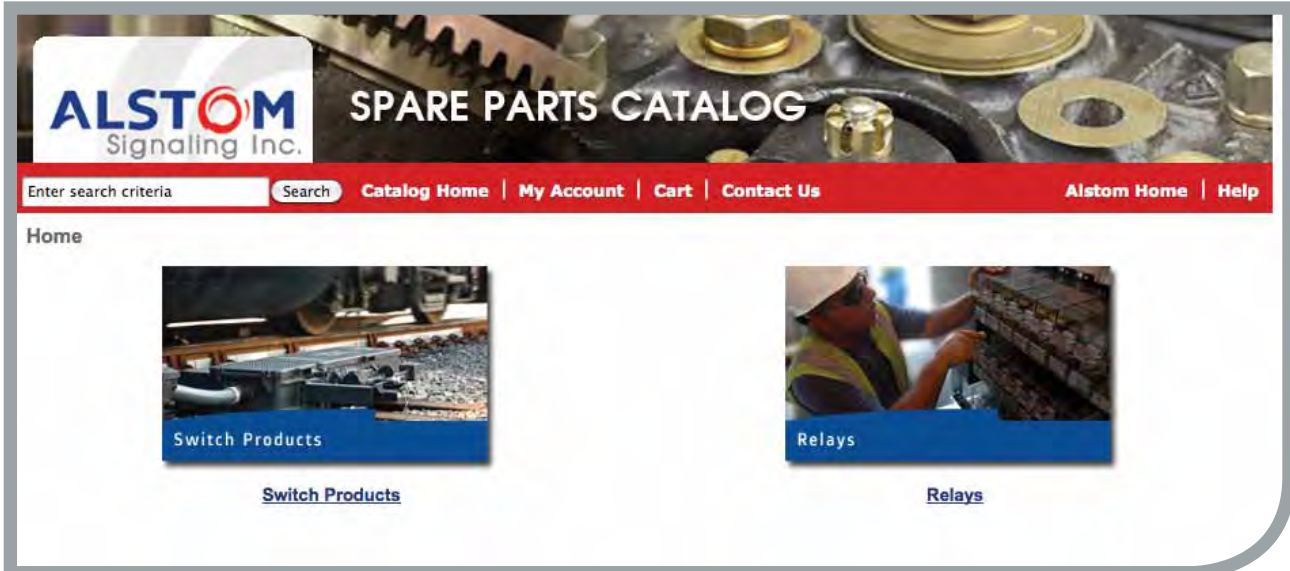 ALSTOM
Signaling Inc.
SPARE PARTS CATALOG
Enter search criteria Search Catalog Home | My Account | Cart | Contact Us Alstom Home | Help
Home
Switch Products
Relays
Switch Products
Relays